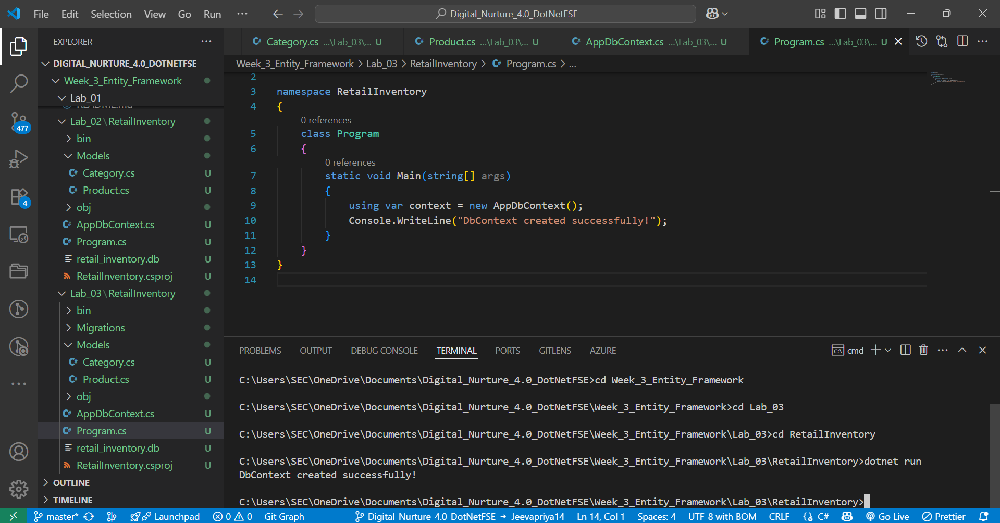 File Edit Selection View Go Run ··· Digital_Nurture_4.0_DotNetFSE
EXPLORER
DIGITAL_NURTURE_4.0_DOTNETFSE
Week_3_Entity_Framework
Lab_01
README.md
Lab_02\RetailInventory
bin
Models
Category.cs U
Product.cs U
obj
AppDbContext.cs U
Program.cs U
retail_inventory.db U
RetailInventory.csproj U
Lab_03\RetailInventory
bin
Migrations
Models
Category.cs U
Product.cs U
obj
AppDbContext.cs U
Program.cs U
retail_inventory.db U
RetailInventory.csproj U
OUTLINE
TIMELINE
477
4
Category.cs ...\Lab_03\... U Product.cs ...\Lab_03\... U AppDbContext.cs ...\Lab_03\... U Program.cs ...\Lab_03\... U
Week_3_Entity_Framework > Lab_03 > RetailInventory > Program.cs > ...
2
3 namespace RetailInventory
4 {
0 references
5 class Program
6 {
0 references
7 static void Main(string[] args)
8 {
9 using var context = new AppDbContext();
10 Console.WriteLine("DbContext created successfully!");
11 }
12 }
13 }
14
PROBLEMS OUTPUT DEBUG CONSOLE TERMINAL PORTS GITLENS AZURE cmd
C:\Users\SEC\OneDrive\Documents\Digital_Nurture_4.0_DotNetFSE>cd Week_3_Entity_Framework
C:\Users\SEC\OneDrive\Documents\Digital_Nurture_4.0_DotNetFSE\Week_3_Entity_Framework>cd Lab_03
C:\Users\SEC\OneDrive\Documents\Digital_Nurture_4.0_DotNetFSE\Week_3_Entity_Framework\Lab_03>cd RetailInventory
C:\Users\SEC\OneDrive\Documents\Digital_Nurture_4.0_DotNetFSE\Week_3_Entity_Framework\Lab_03\RetailInventory>dotnet run
DbContext created successfully!
C:\Users\SEC\OneDrive\Documents\Digital_Nurture_4.0_DotNetFSE\Week_3_Entity_Framework\Lab_03\RetailInventory>
master* Launchpad 0 0 Git Graph Digital_Nurture_4.0_DotNetFSE → Jeevapriya14 Ln 14, Col 1 Spaces: 4 UTF-8 with BOM CRLF {} C# Go Live Prettier